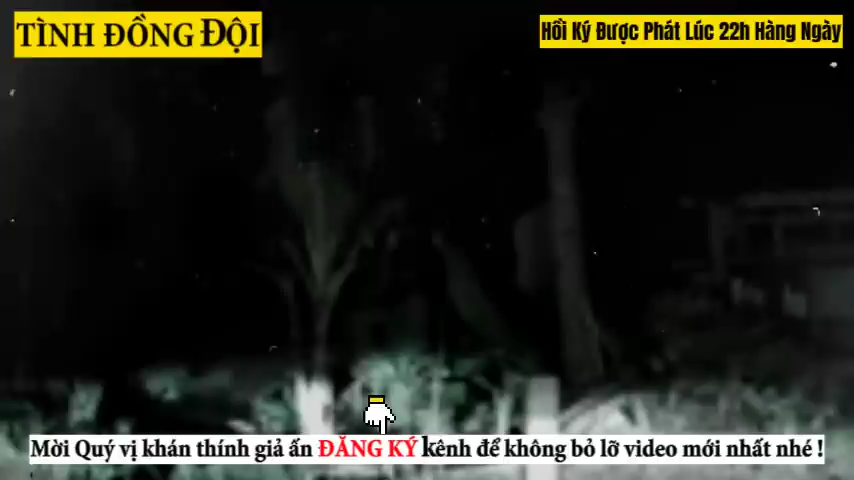 TÌNH ĐỒNG ĐỘI
Hồi Ký Được Phát Lúc 22h Hàng Ngày
Mời Quý vị khán thính giả ấn ĐĂNG KÝ kênh để không bỏ lỡ video mới nhất nhé !